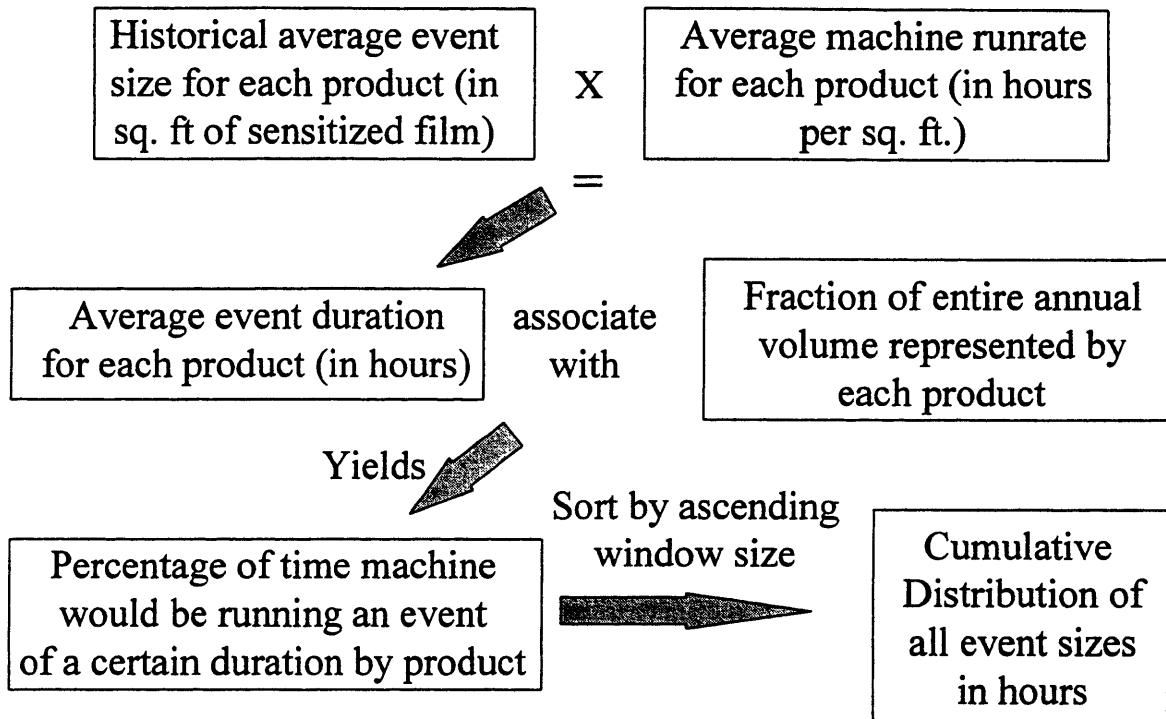 Historical average event
size for each product (in
sq. ft of sensitized film)
X
Average machine runrate
for each product (in hours
per sq. ft.)
=
Average event duration
for each product (in hours)
associate
with
Fraction of entire annual
volume represented by
each product
Yields
Percentage of time machine
would be running an event
of a certain duration by product
Sort by ascending
window size
Cumulative
Distribution of
all event sizes
in hours